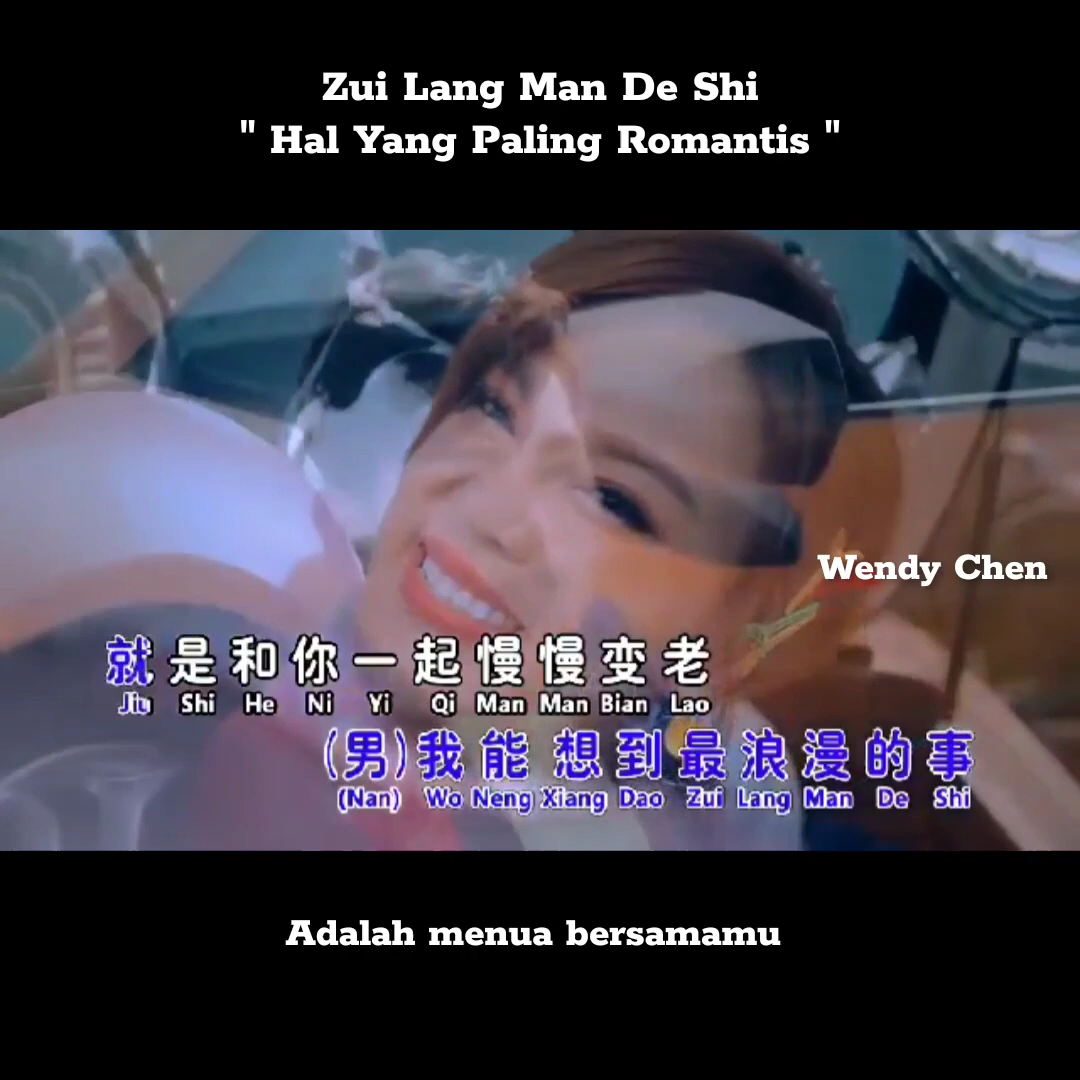 Zui Lang Man De Shi
" Hal Yang Paling Romantis "
Wendy Chen
就是和你一起慢慢变老
Jiu Shi He Ni Yi Qi Man Man Bian Lao
(男)我能想到最浪漫的事
(Nan) Wo Neng Xiang Dao Zui Lang Man De Shi
Adalah menua bersamamu